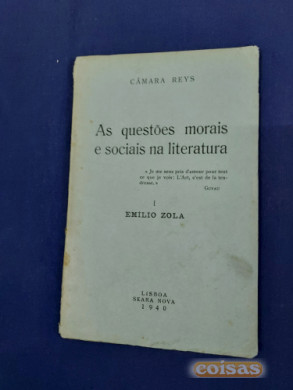 CÂMARA REYS
As questões morais
e sociais na literatura
I
EMILIO ZOLA
LISBOA
SEARA NOVA
1940
coisas